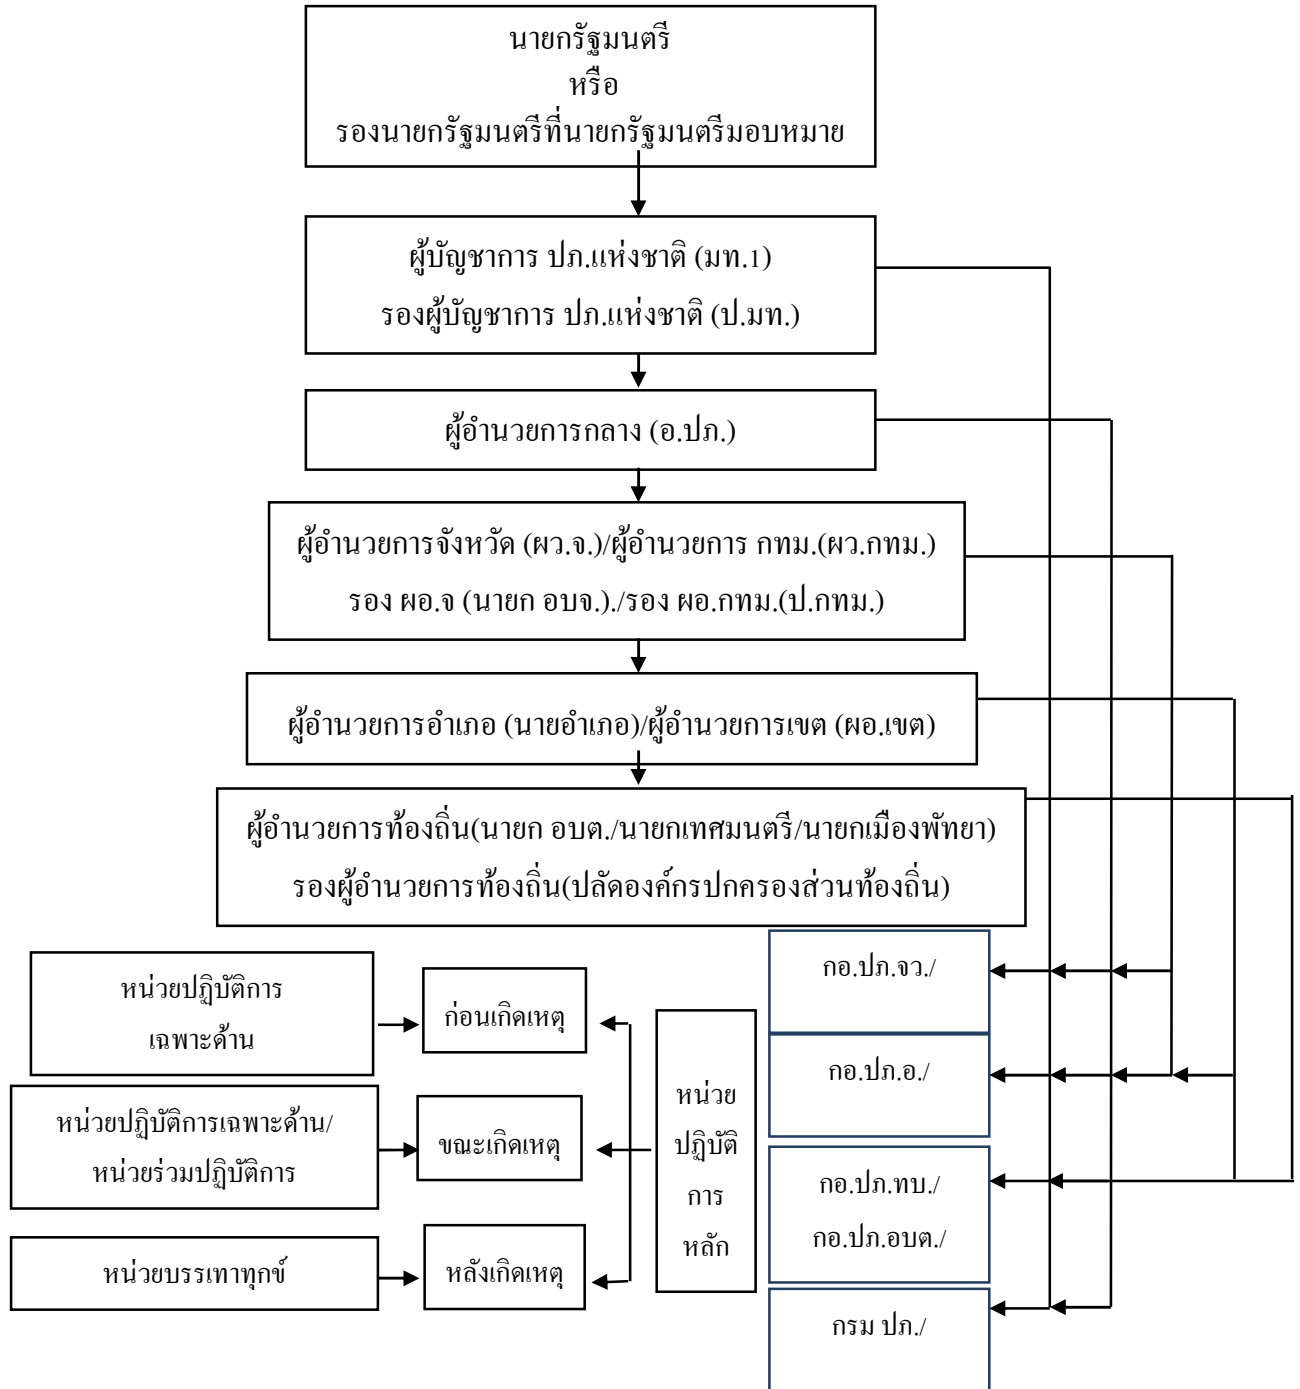 นายกรัฐมนตรี
หรือ
รองนายกรัฐมนตรีที่นายกรัฐมนตรีมอบหมาย
ผู้บัญชาการ ปภ.แห่งชาติ (มท.1)
รองผู้บัญชาการ ปภ.แห่งชาติ (ป.มท.)
ผู้อำนวยการกลาง (อ.ปภ.)
ผู้อำนวยการจังหวัด (ผว.จ.)/ผู้อำนวยการ กทม.(ผว.กทม.)
รอง ผอ.จ (นายก อบจ.)./รอง ผอ.กทม.(ป.กทม.)
ผู้อำนวยการอำเภอ (นายอำเภอ)/ผู้อำนวยการเขต (ผอ.เขต)
ผู้อำนวยการท้องถิ่น(นายก อบต./นายกเทศมนตรี/นายกเมืองพัทยา)
รองผู้อำนวยการท้องถิ่น(ปลัดองค์กรปกครองส่วนท้องถิ่น)
หน่วยปฏิบัติการ
เฉพาะด้าน
ก่อนเกิดเหตุ
หน่วยปฏิบัติการเฉพาะด้าน/
หน่วยร่วมปฏิบัติการ
ขณะเกิดเหตุ
หน่วยบรรเทาทุกข์
หลังเกิดเหตุ
หน่วย
ปฏิบัติ
การ
หลัก
กอ.ปภ.จว./
กอ.ปภ.อ./
กอ.ปภ.ทบ./
กอ.ปภ.อบต./
กรม ปภ./